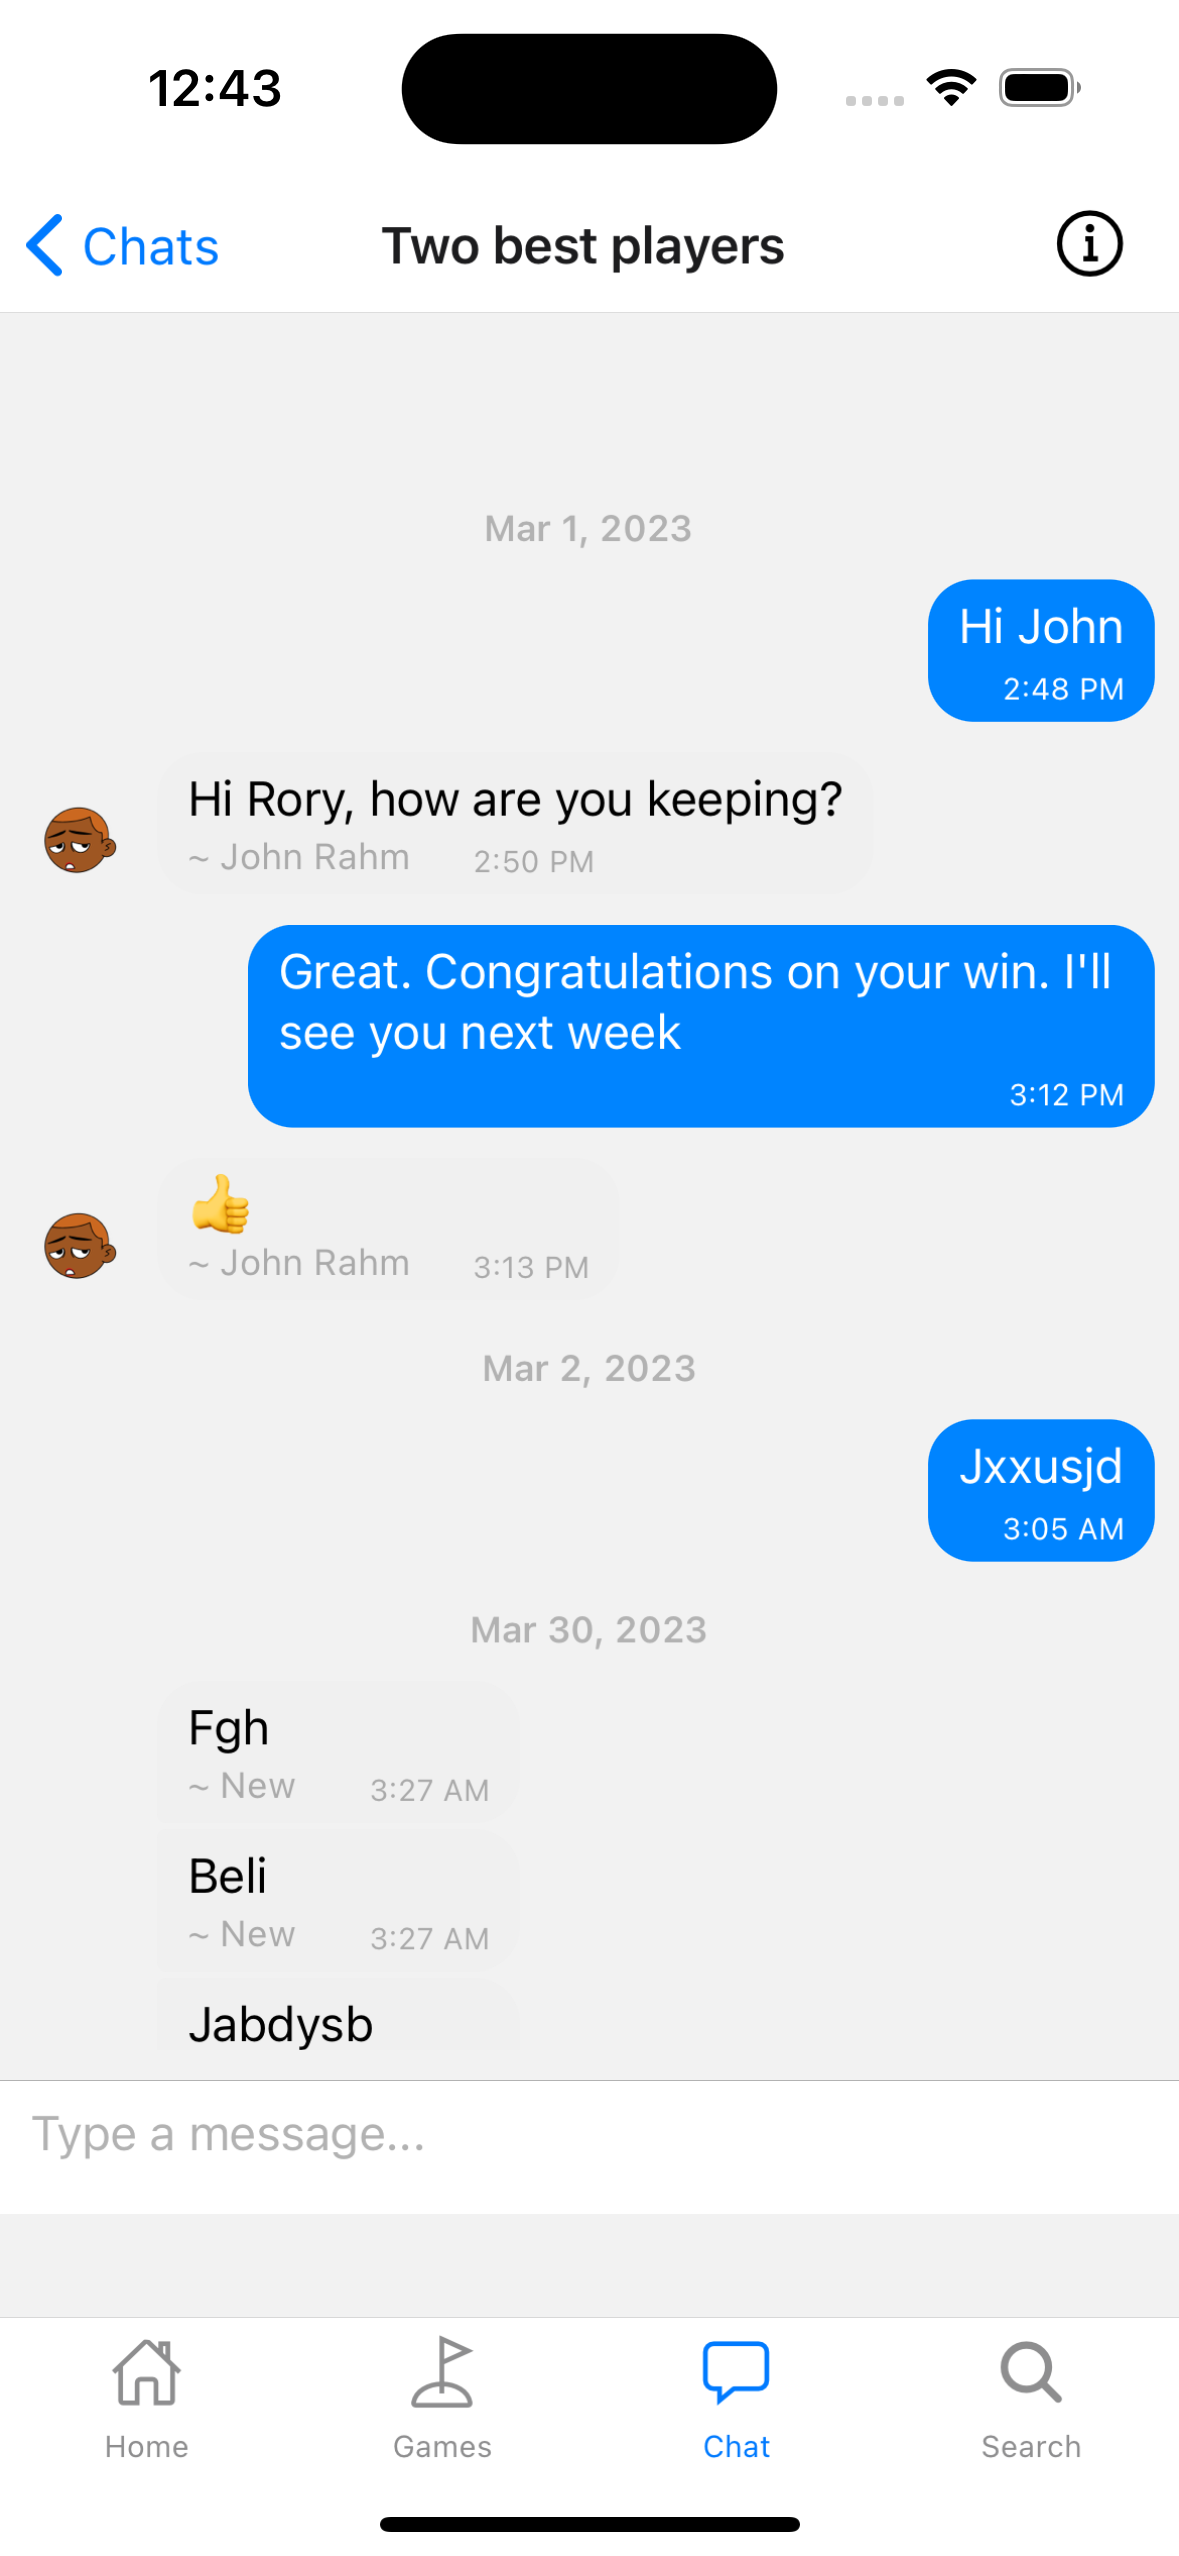 12:43
Chats
Two best players
Mar 1, 2023
Hi John
2:48 PM
Hi Rory, how are you keeping?
~ John Rahm 2:50 PM
Great. Congratulations on your win. I'll
see you next week
3:12 PM
👍
~ John Rahm 3:13 PM
Mar 2, 2023
Jxxusjd
3:05 AM
Mar 30, 2023
Fgh
~ New 3:27 AM
Beli
~ New 3:27 AM
Jabdysb
Type a message...
Home Games Chat Search